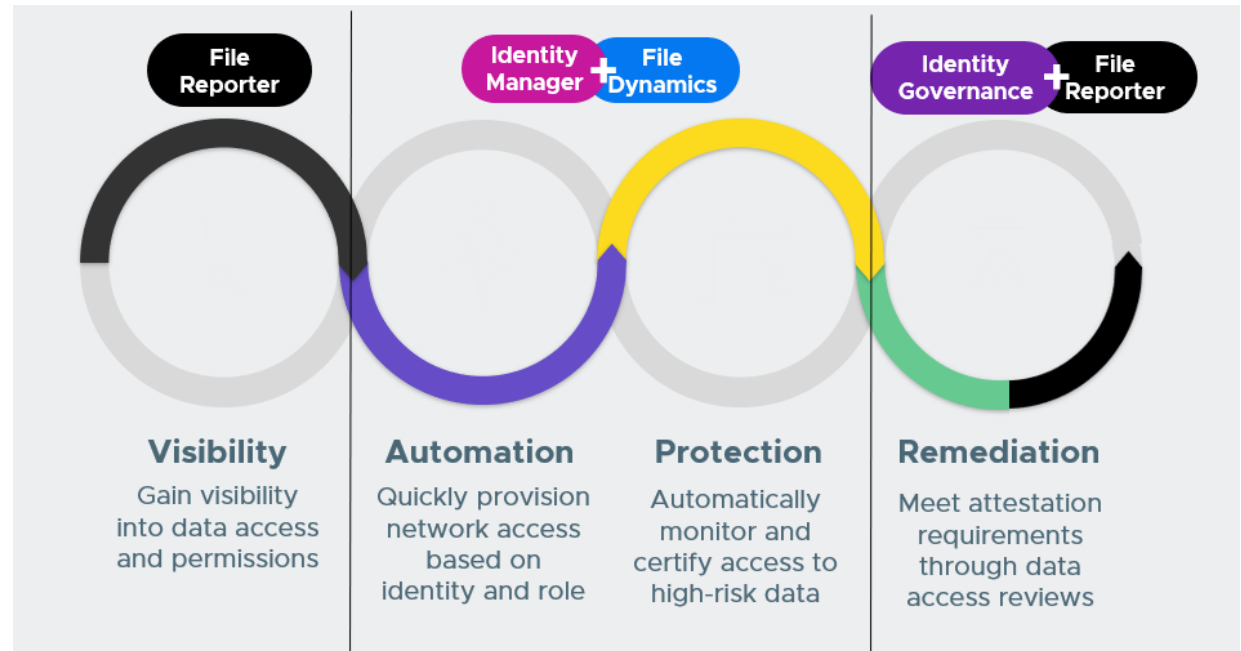 File
Reporter
Identity
Manager
+
File
Dynamics
Identity
Governance
+
File
Reporter
Visibility
Gain visibility
into data access
and permissions
Automation
Quickly provision
network access
based on
identity and role
Protection
Automatically
monitor and
certify access to
high-risk data
Remediation
Meet attestation
requirements
through data
access reviews